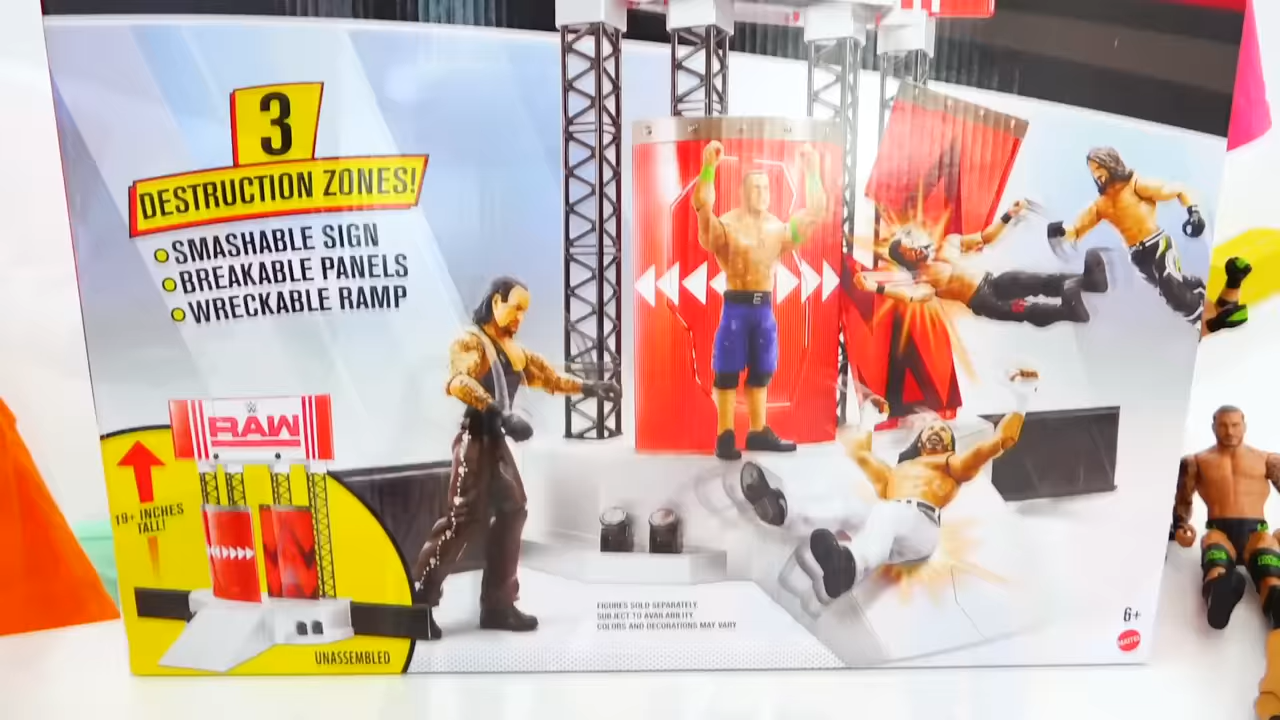 3
DESTRUCTION ZONES!
SMASHABLE SIGN
BREAKABLE PANELS
WRECKABLE RAMP
RAW
19+ INCHES
TALL!
UNASSEMBLED
FIGURES SOLD SEPARATELY.
SUBJECT TO AVAILABILITY.
COLORS AND DECORATIONS MAY VARY
6+
MATTEL